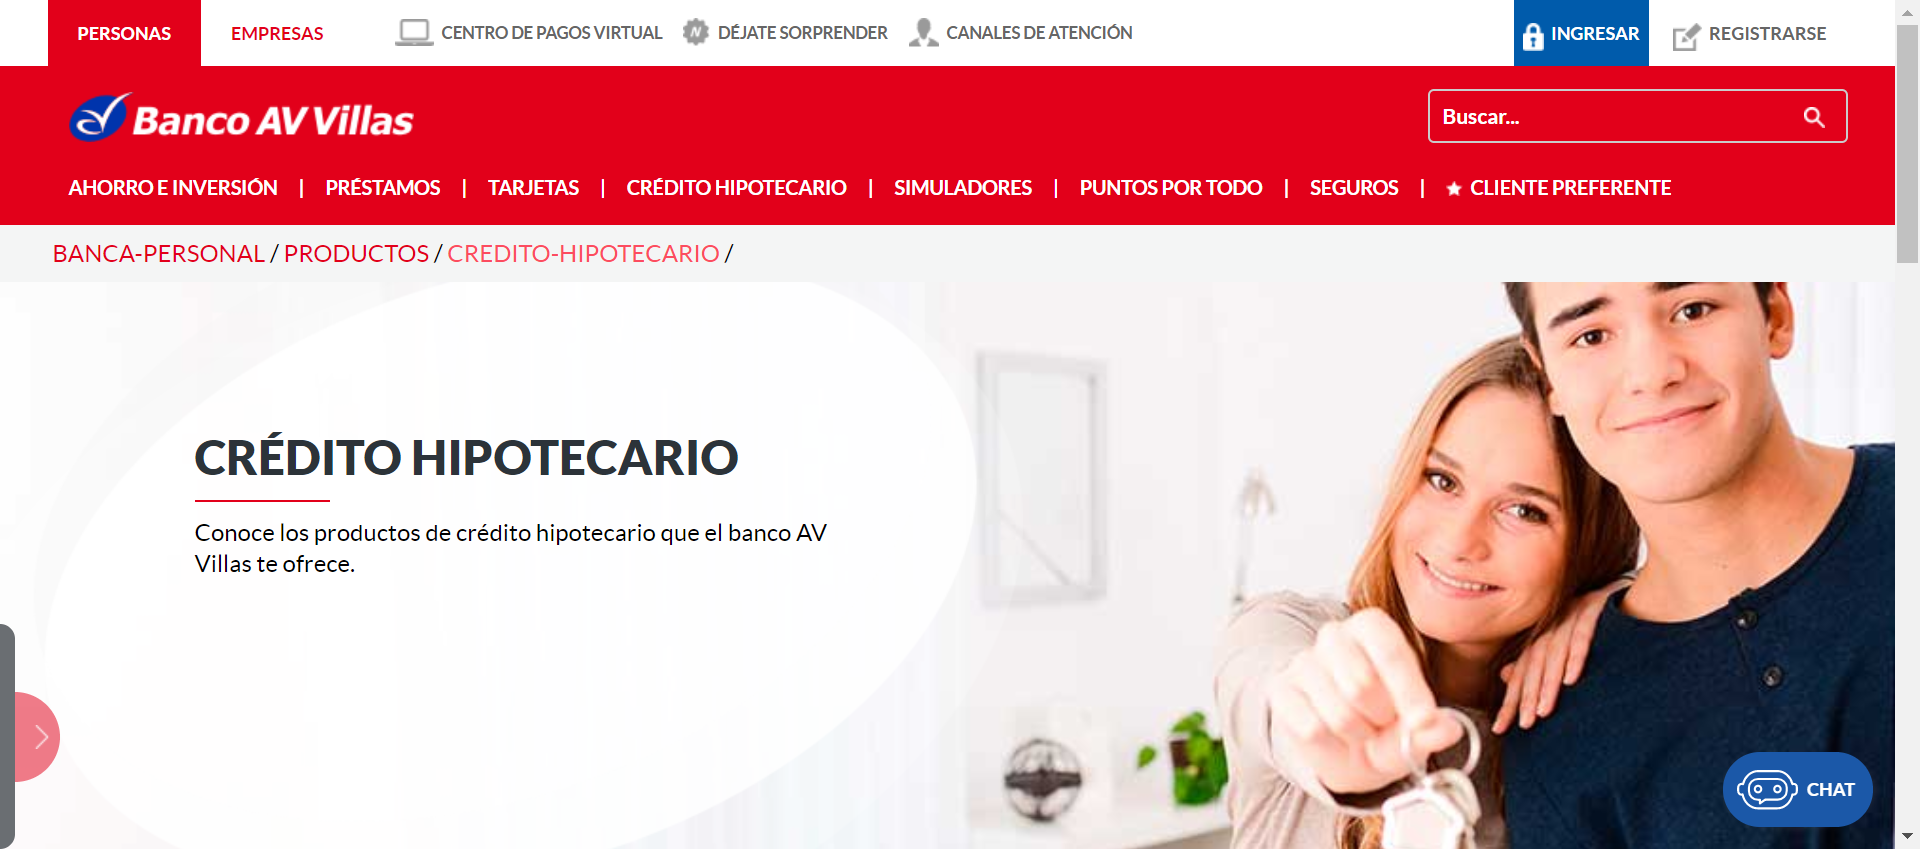 PERSONAS
EMPRESAS
CENTRO DE PAGOS VIRTUAL
DÉJATE SORPRENDER
CANALES DE ATENCIÓN
INGRESAR
REGISTRARSE
Banco AV Villas
Buscar...
AHORRO E INVERSIÓN | PRÉSTAMOS | TARJETAS | CRÉDITO HIPOTECARIO | SIMULADORES | PUNTOS POR TODO | SEGUROS | CLIENTE PREFERENTE
BANCA-PERSONAL / PRODUCTOS / CREDITO-HIPOTECARIO /
CRÉDITO HIPOTECARIO
Conoce los productos de crédito hipotecario que el banco AV
Villas te ofrece.
CHAT